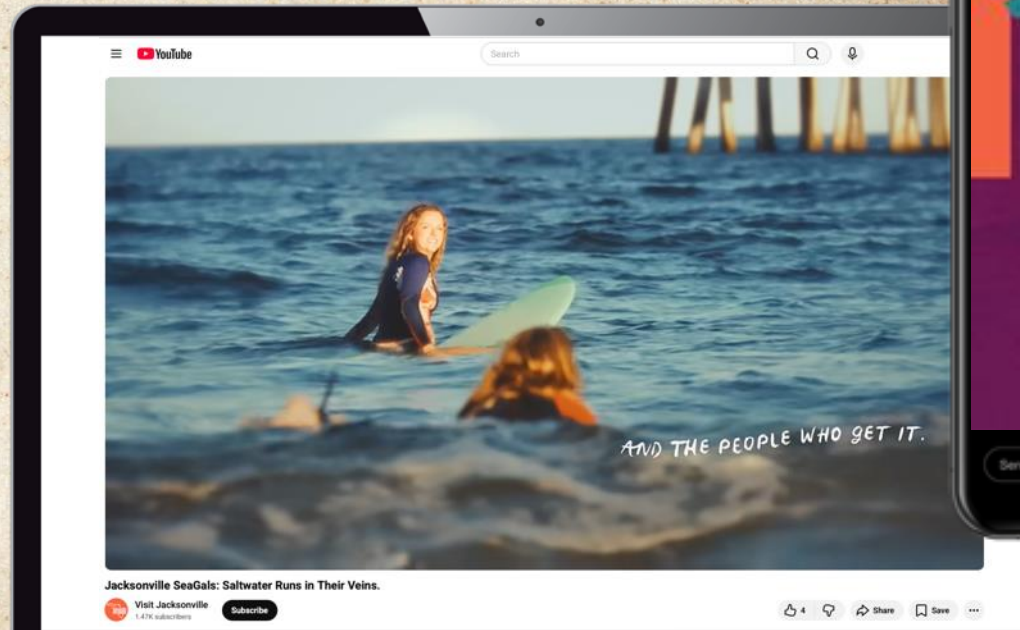 YouTube
Search
AND THE PEOPLE WHO GET IT.
Jacksonville SeaGals: Saltwater Runs in Their Veins.
Visit Jacksonville
1.47K subscribers
Subscribe
4
Share
Save